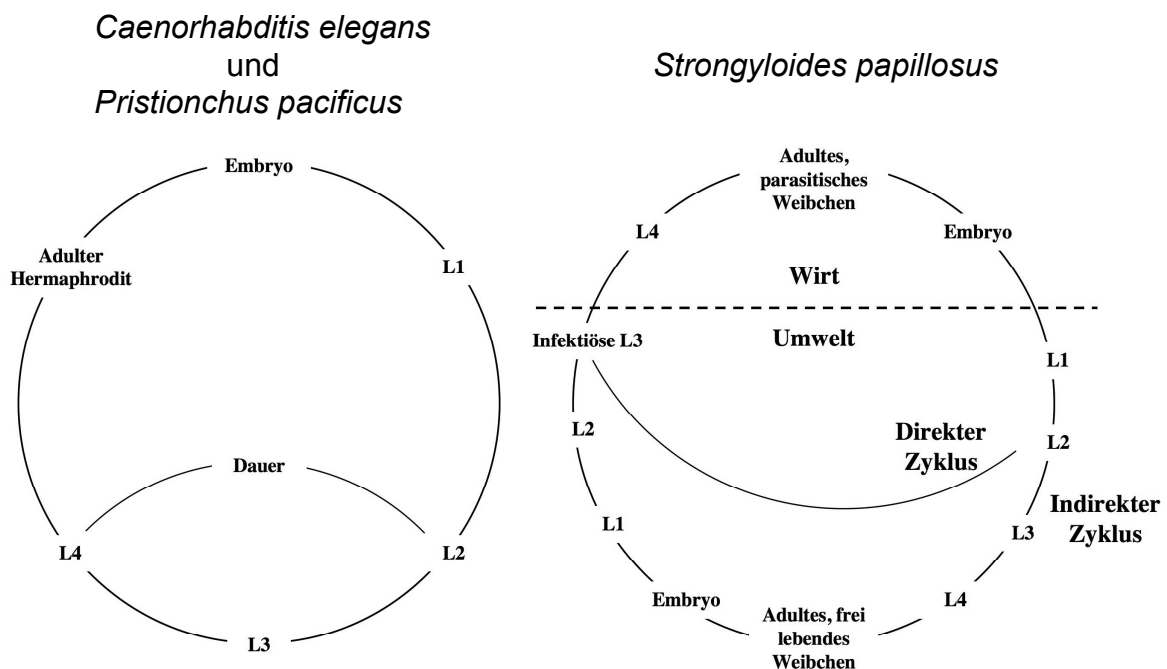 Caenorhabditis elegans
und
Pristionchus pacificus
Embryo
Adulter
Hermaphrodit
L1
Dauer
L4
L2
L3
Strongyloides papillosus
Adultes,
parasitisches
Weibchen
L4
Embryo
Wirt
Umwelt
Infektiöse L3
L1
L2
Direkter
Zyklus
L2
Indirekter
Zyklus
L1
L3
Embryo
L4
Adultes, frei
lebendes
Weibchen